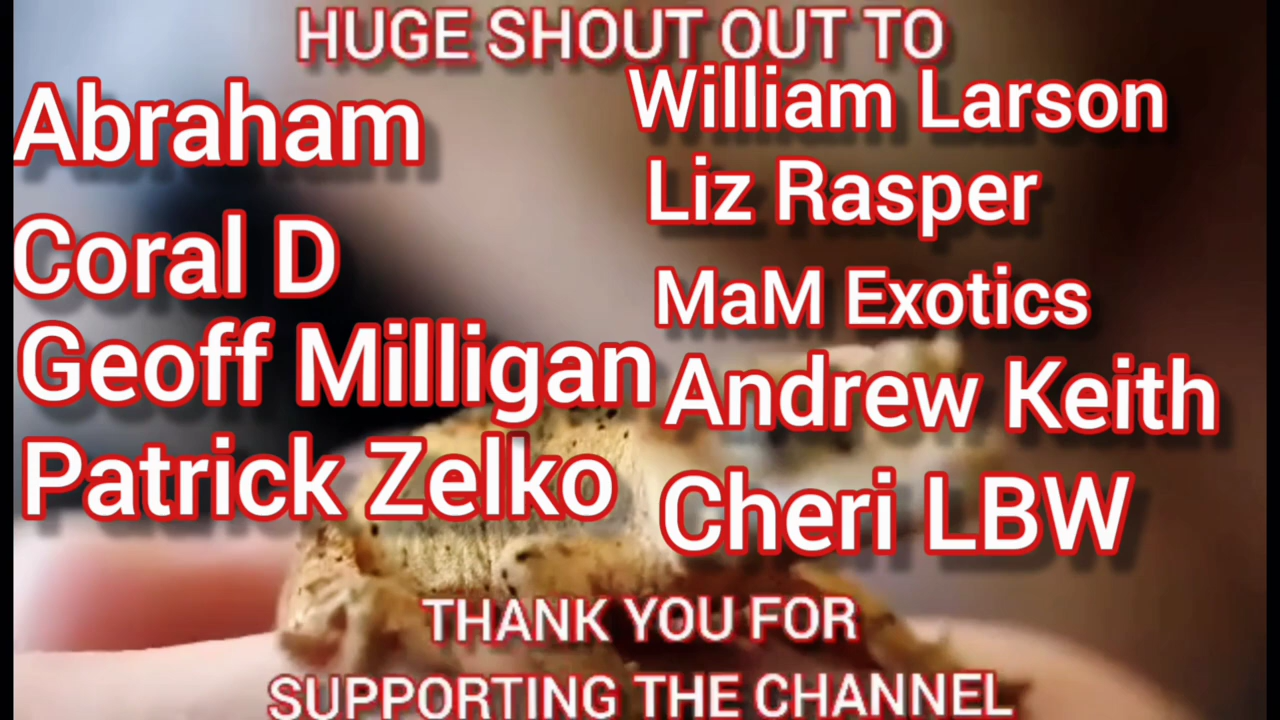 HUGE SHOUT OUT TO
Abraham
Coral D
Geoff Milligan
Patrick Zelko
William Larson
Liz Rasper
MaM Exotics
Andrew Keith
Cheri LBW
THANK YOU FOR
SUPPORTING THE CHANNEL